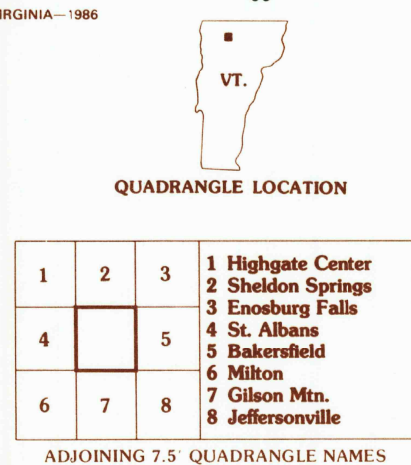 IRGINIA—1986
VT.
QUADRANGLE LOCATION
1 2 3
4 5
6 7 8
1 Highgate Center
2 Sheldon Springs
3 Enosburg Falls
4 St. Albans
5 Bakersfield
6 Milton
7 Gilson Mtn.
8 Jeffersonville
ADJOINING 7.5' QUADRANGLE NAMES